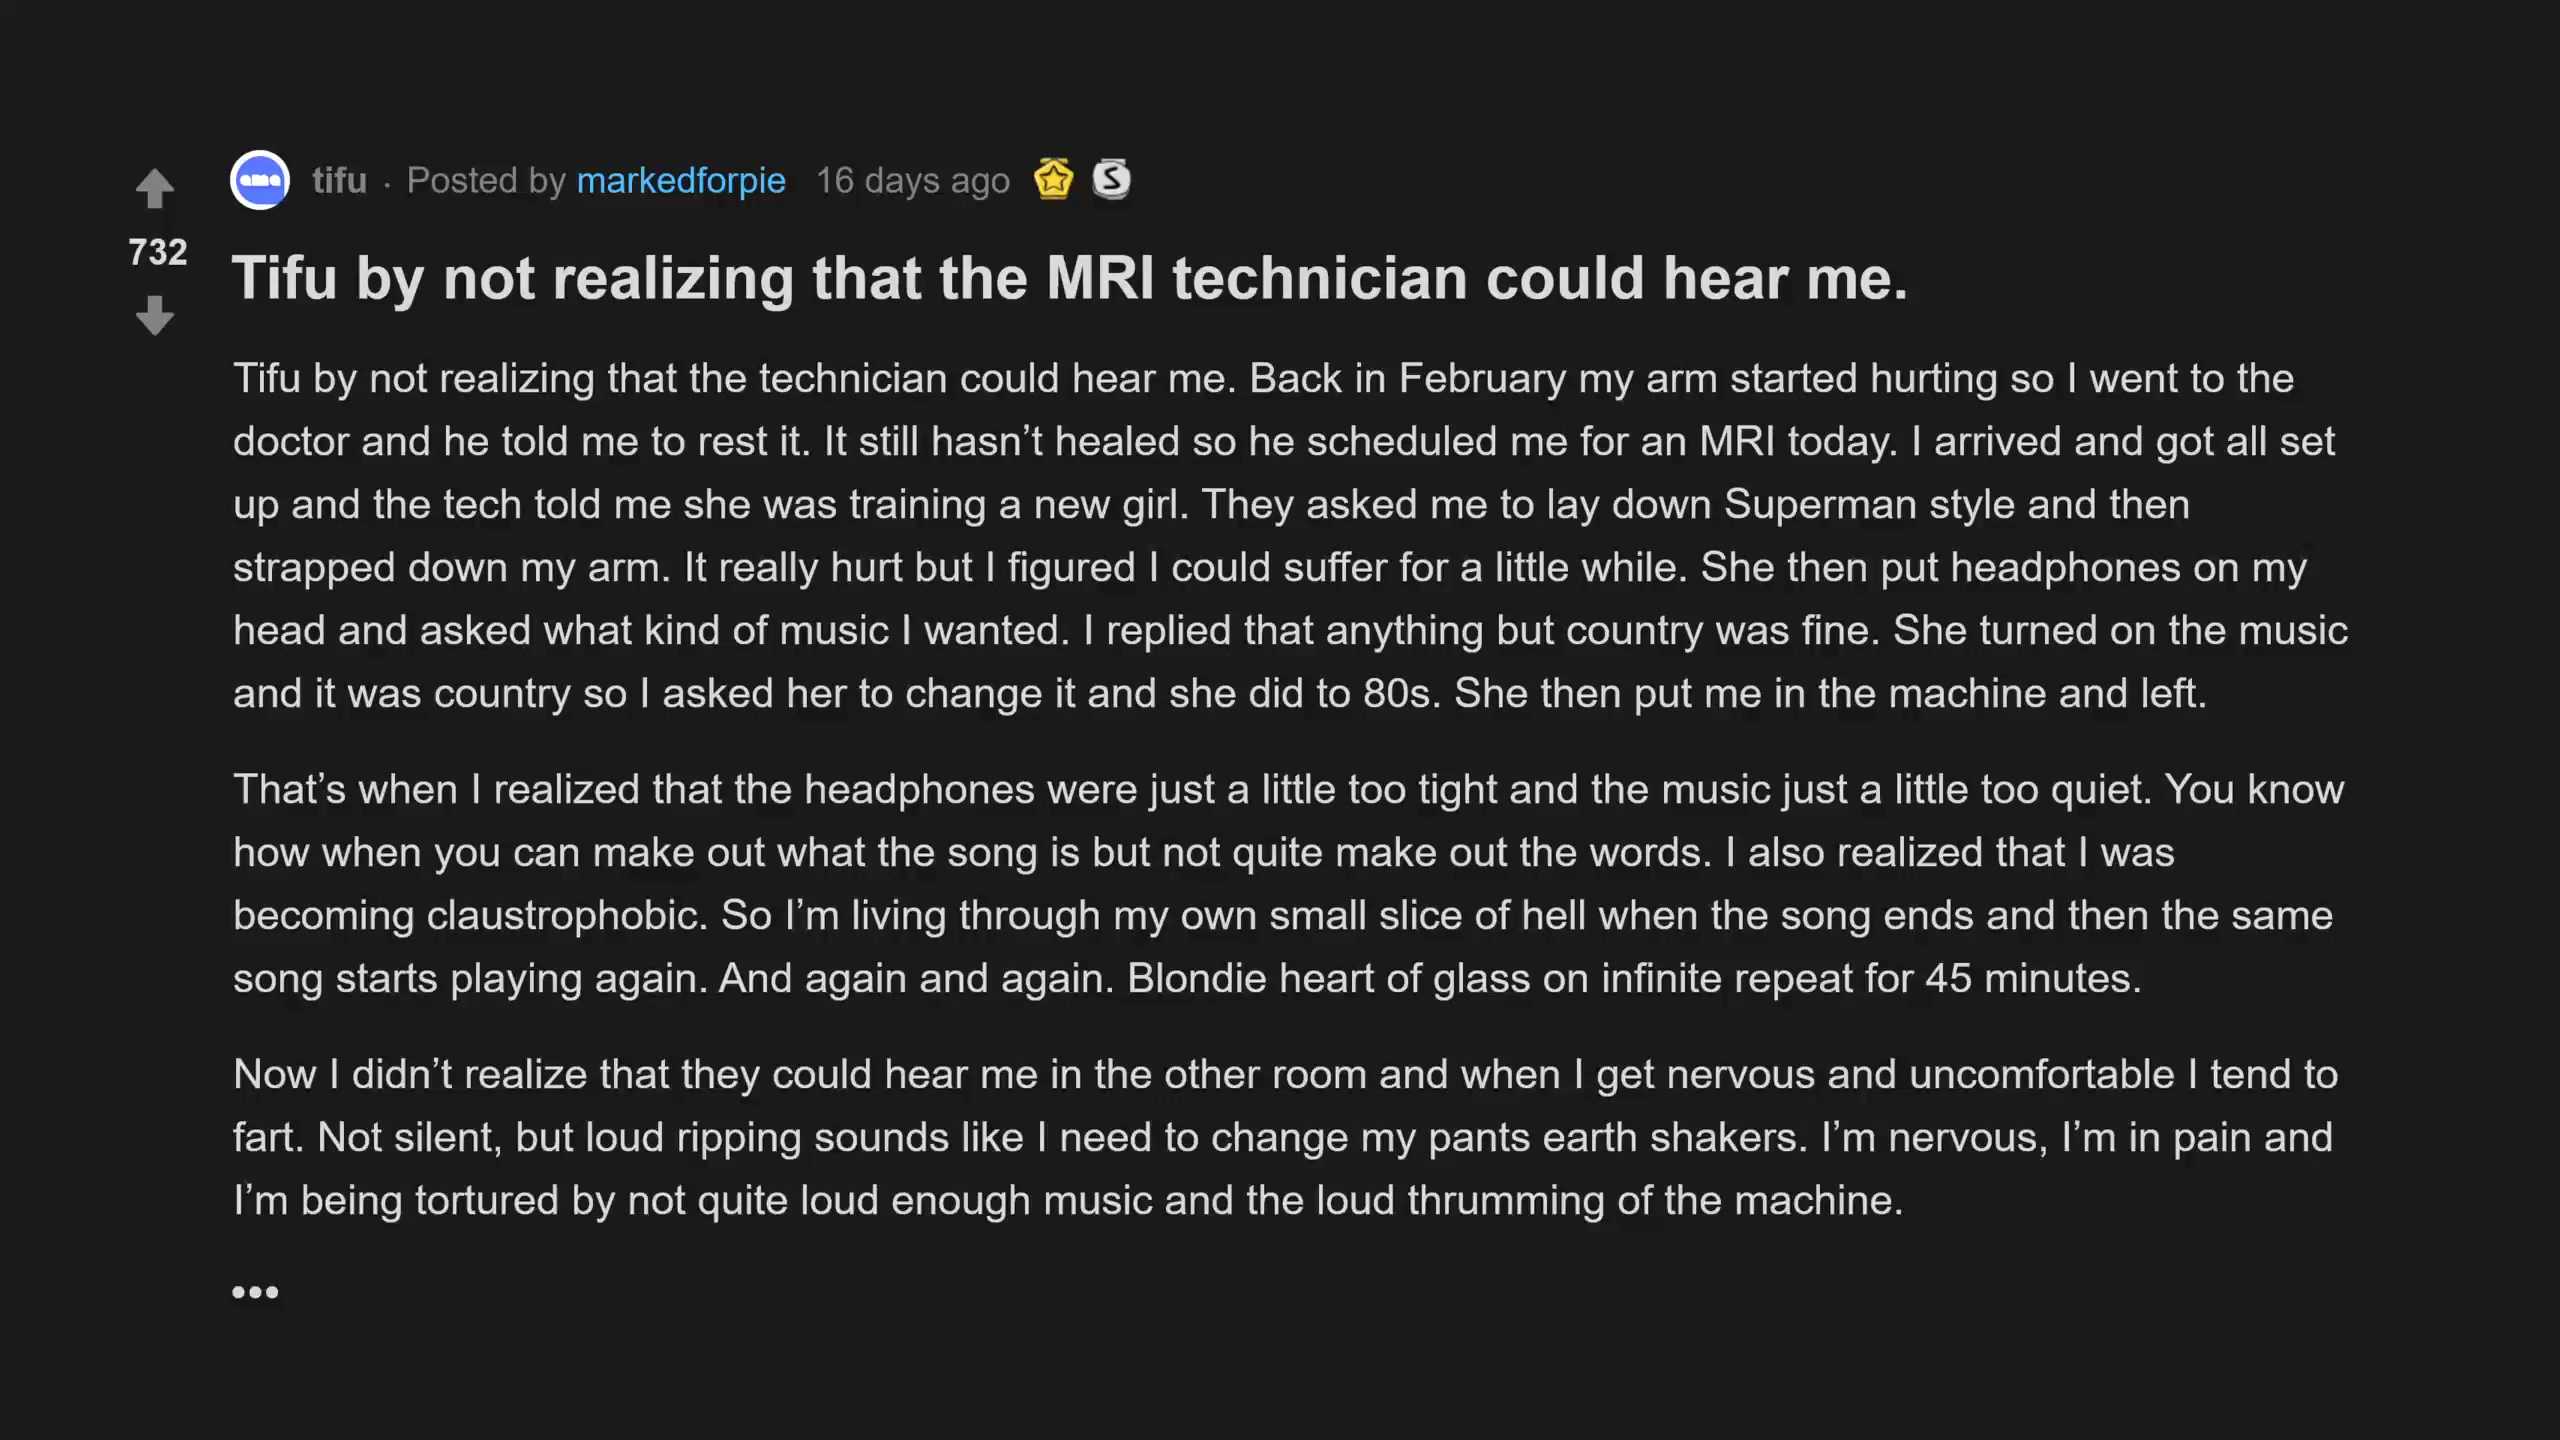 tifu · Posted by markedforpie 16 days ago
732
Tifu by not realizing that the MRI technician could hear me.
Tifu by not realizing that the technician could hear me. Back in February my arm started hurting so I went to the
doctor and he told me to rest it. It still hasn’t healed so he scheduled me for an MRI today. I arrived and got all set
up and the tech told me she was training a new girl. They asked me to lay down Superman style and then
strapped down my arm. It really hurt but I figured I could suffer for a little while. She then put headphones on my
head and asked what kind of music I wanted. I replied that anything but country was fine. She turned on the music
and it was country so I asked her to change it and she did to 80s. She then put me in the machine and left.
That’s when I realized that the headphones were just a little too tight and the music just a little too quiet. You know
how when you can make out what the song is but not quite make out the words. I also realized that I was
becoming claustrophobic. So I’m living through my own small slice of hell when the song ends and then the same
song starts playing again. And again and again. Blondie heart of glass on infinite repeat for 45 minutes.
Now I didn’t realize that they could hear me in the other room and when I get nervous and uncomfortable I tend to
fart. Not silent, but loud ripping sounds like I need to change my pants earth shakers. I’m nervous, I’m in pain and
I’m being tortured by not quite loud enough music and the loud thrumming of the machine.
•••